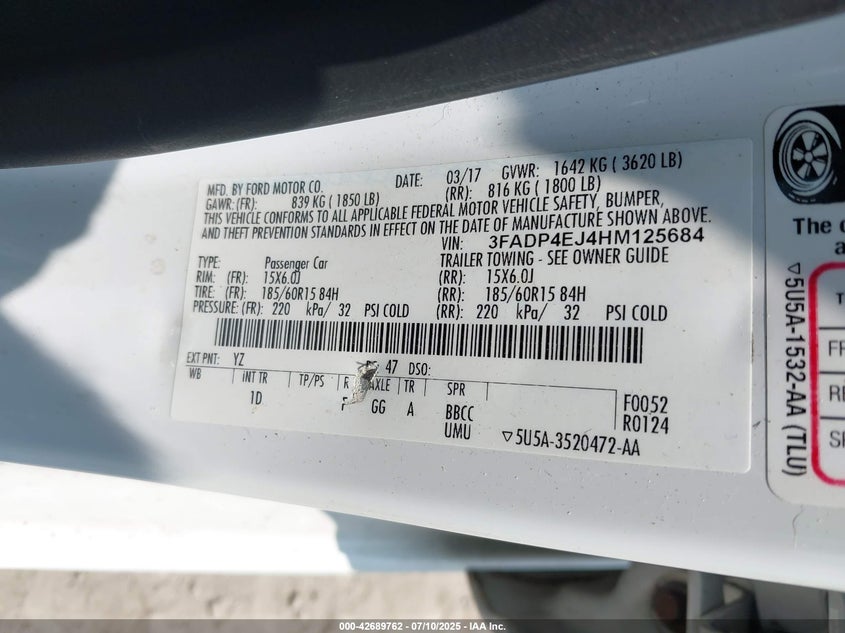 MFD. BY FORD MOTOR CO. DATE: 03/17 GVWR: 1642 KG ( 3620 LB)
GAWR: (FR): 839 KG ( 1850 LB) (RR): 816 KG ( 1800 LB)
THIS VEHICLE CONFORMS TO ALL APPLICABLE FEDERAL MOTOR VEHICLE SAFETY, BUMPER,
AND THEFT PREVENTION STANDARDS IN EFFECT ON THE DATE OF MANUFACTURE SHOWN ABOVE.
VIN: 3FADP4EJ4HM125684
TYPE: Passenger Car TRAILER TOWING - SEE OWNER GUIDE
RIM: (FR): 15X6.0J (RR): 15X6.0J
TIRE: (FR): 185/60R15 84H (RR): 185/60R15 84H
PRESSURE: (FR): 220 kPa/ 32 PSI COLD (RR): 220 kPa/ 32 PSI COLD
EXT PNT: YZ 47 DSO:
WB INT TR TP/PS R AXLE TR SPR
1D F GG A BBCC
UMU
F0052
R0124
▽5U5A-3520472-AA
The
a
▽5U5A-1532-AA (TLU)
T
FR
RE
SP
000-42689762 - 07/10/2025 - IAA Inc.